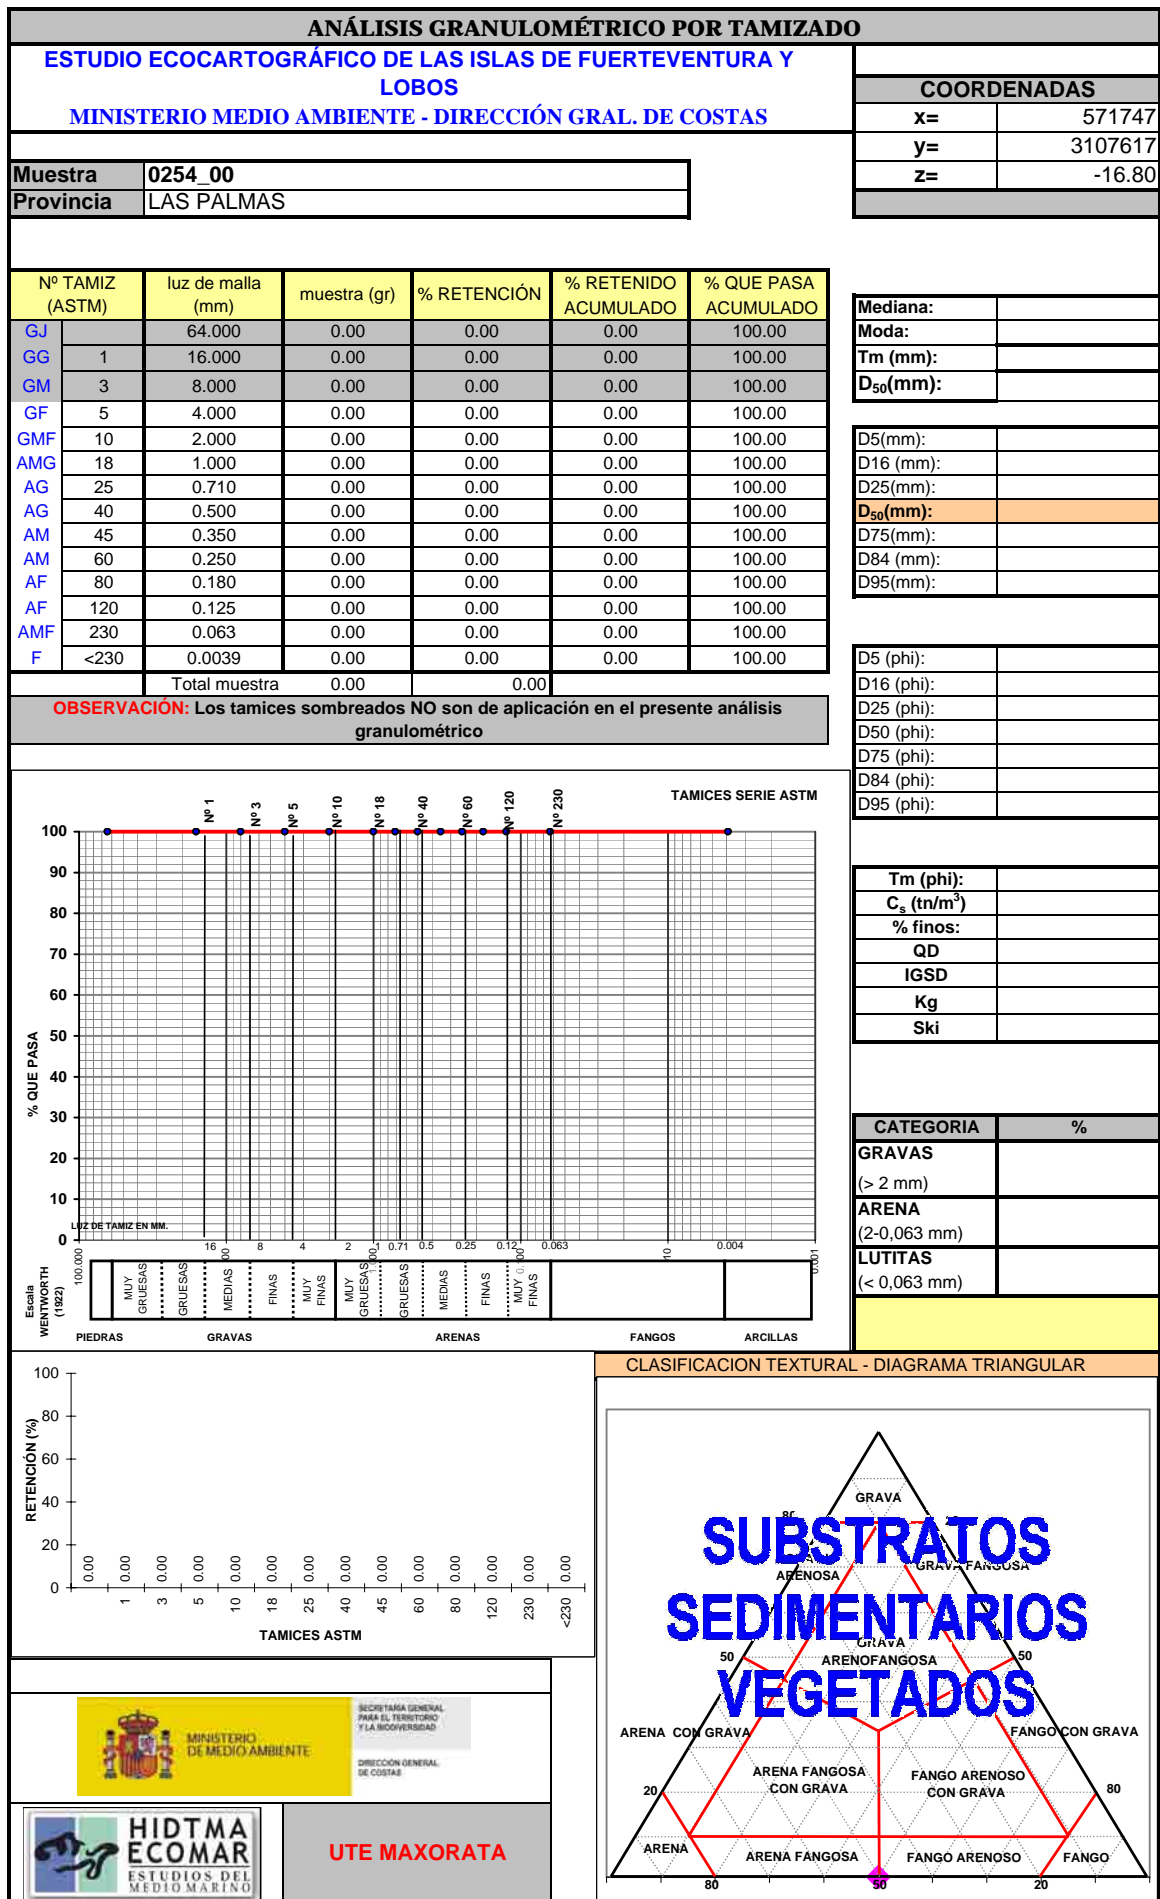 ANÁLISIS GRANULOMÉTRICO POR TAMIZADO
ESTUDIO ECOCARTOGRÁFICO DE LAS ISLAS DE FUERTEVENTURA Y
LOBOS
MINISTERIO MEDIO AMBIENTE - DIRECCIÓN GRAL. DE COSTAS
COORDENADAS
x= 571747
y= 3107617
z= -16.80
Muestra 0254_00
Provincia LAS PALMAS
Nº TAMIZ (ASTM) luz de malla (mm) muestra (gr) % RETENCIÓN % RETENIDO ACUMULADO % QUE PASA ACUMULADO
GJ 64.000 0.00 0.00 0.00 100.00
GG 1 16.000 0.00 0.00 0.00 100.00
GM 3 8.000 0.00 0.00 0.00 100.00
GF 5 4.000 0.00 0.00 0.00 100.00
GMF 10 2.000 0.00 0.00 0.00 100.00
AMG 18 1.000 0.00 0.00 0.00 100.00
AG 25 0.710 0.00 0.00 0.00 100.00
AG 40 0.500 0.00 0.00 0.00 100.00
AM 45 0.350 0.00 0.00 0.00 100.00
AM 60 0.250 0.00 0.00 0.00 100.00
AF 80 0.180 0.00 0.00 0.00 100.00
AF 120 0.125 0.00 0.00 0.00 100.00
AMF 230 0.063 0.00 0.00 0.00 100.00
F <230 0.0039 0.00 0.00 0.00 100.00
Total muestra 0.00 0.00
OBSERVACIÓN: Los tamices sombreados NO son de aplicación en el presente análisis
granulométrico
Mediana:
Moda:
Tm (mm):
D50(mm):
D5(mm):
D16 (mm):
D25(mm):
D50(mm):
D75(mm):
D84 (mm):
D95(mm):
D5 (phi):
D16 (phi):
D25 (phi):
D50 (phi):
D75 (phi):
D84 (phi):
D95 (phi):
Tm (phi):
Cs (tn/m3)
% finos:
QD
IGSD
Kg
Ski
CATEGORIA %
GRAVAS
(> 2 mm)
ARENA
(2-0,063 mm)
LUTITAS
(< 0,063 mm)
TAMICES SERIE ASTM
Nº 1 Nº 3 Nº 5 Nº 10 Nº 18 Nº 40 Nº 60 Nº 120 Nº 230
% QUE PASA
100
90
80
70
60
50
40
30
20
10
0
LUZ DE TAMIZ EN MM.
16 8 4 2 1 0.71 0.5 0.25 0.12 0.063 0.004
100.000 0.001
Escala
WENTWORTH
(1922)
MUY GRUESAS GRUESAS MEDIAS FINAS MUY FINAS MUY GRUESAS GRUESAS MEDIAS FINAS MUY FINAS
PIEDRAS GRAVAS ARENAS FANGOS ARCILLAS
RETENCIÓN (%)
100
80
60
40
20
0
0.00 0.00 0.00 0.00 0.00 0.00 0.00 0.00 0.00 0.00 0.00 0.00 0.00 0.00
1 3 5 10 18 25 40 45 60 80 120 230 <230
TAMICES ASTM
CLASIFICACION TEXTURAL - DIAGRAMA TRIANGULAR
GRAVA
SUBSTRATOS
ARENOSA
GRAVA FANGOSA
SEDIMENTARIOS
GRAVA
ARENOFANGOSA
50 50
VEGETADOS
ARENA CON GRAVA
FANGO CON GRAVA
ARENA FANGOSA
CON GRAVA
FANGO ARENOSO
CON GRAVA
20 80
ARENA
ARENA FANGOSA
FANGO ARENOSO
FANGO
80 50 20
MINISTERIO
DE MEDIO AMBIENTE
SECRETARÍA GENERAL
PARA EL TERRITORIO
Y LA BIODIVERSIDAD
DIRECCIÓN GENERAL
DE COSTAS
HIDTMA
ECOMAR
ESTUDIOS DEL
MEDIO MARINO
UTE MAXORATA